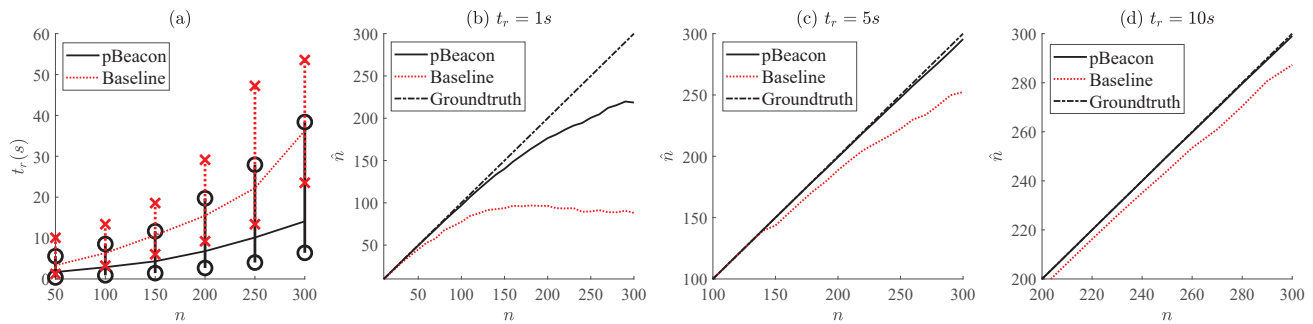 (a)
60
50
40
30
20
10
0
t_r(s)
pBeacon
Baseline
50 100 150 200 250 300
n
(b) t_r = 1s
300
250
200
150
100
50
n̂
pBeacon
Baseline
Groundtruth
50 100 150 200 250 300
n
(c) t_r = 5s
300
250
200
150
100
n̂
pBeacon
Baseline
Groundtruth
100 150 200 250 300
n
(d) t_r = 10s
300
280
260
240
220
200
n̂
pBeacon
Baseline
Groundtruth
200 220 240 260 280 300
n